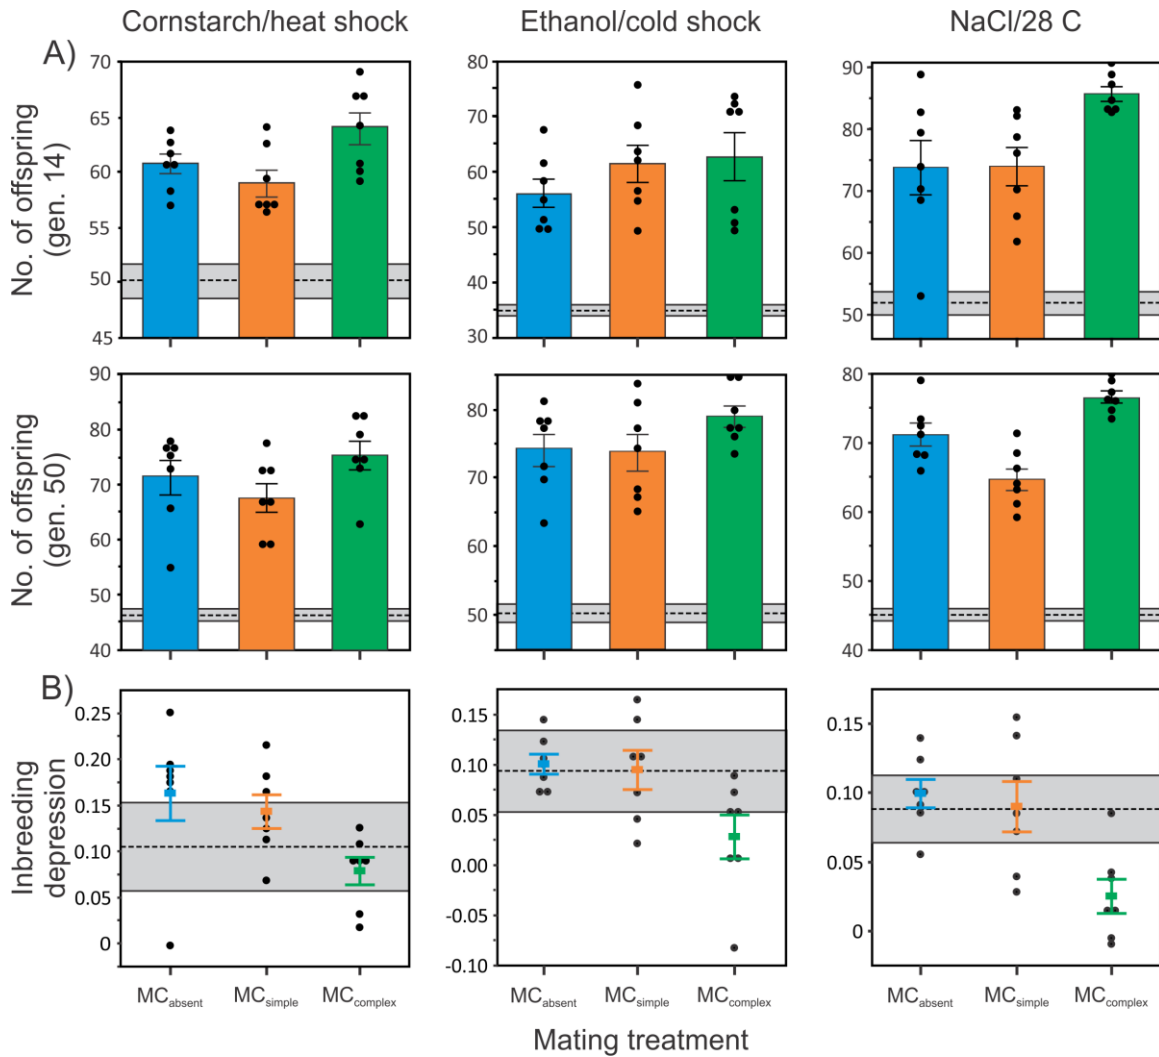 Cornstarch/heat shock
Ethanol/cold shock
NaCl/28 C
A)
No. of offspring
(gen. 14)
70
65
60
55
50
45
80
70
60
50
40
30
90
80
70
60
50
No. of offspring
(gen. 50)
90
80
70
60
50
40
80
70
60
50
80
70
60
50
40
B)
Inbreeding
depression
0.25
0.20
0.15
0.10
0.05
0
0.15
0.10
0.05
0.00
-0.05
-0.10
0.15
0.10
0.05
0
MCabsent
MCsimple
MCcomplex
MCabsent
MCsimple
MCcomplex
MCabsent
MCsimple
MCcomplex
Mating treatment